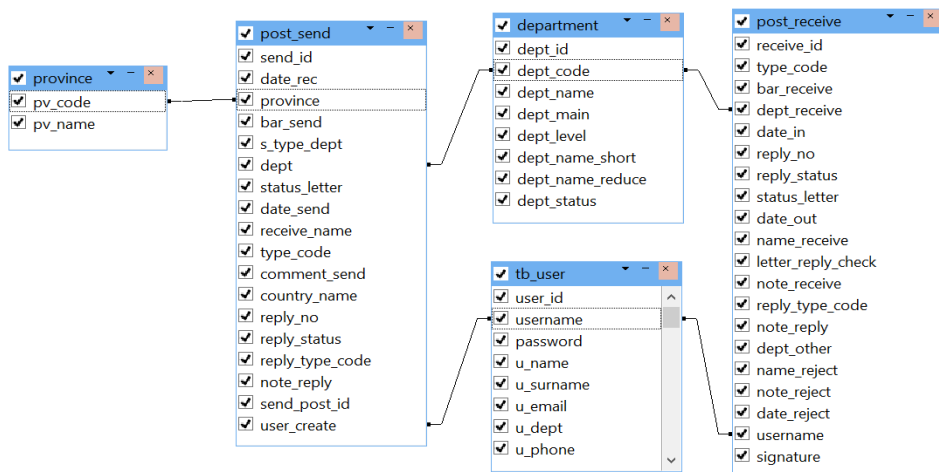 province
pv_code
pv_name
post_send
send_id
date_rec
province
bar_send
s_type_dept
dept
status_letter
date_send
receive_name
type_code
comment_send
country_name
reply_no
reply_status
reply_type_code
note_reply
send_post_id
user_create
department
dept_id
dept_code
dept_name
dept_main
dept_level
dept_name_short
dept_name_reduce
dept_status
tb_user
user_id
username
password
u_name
u_surname
u_email
u_dept
u_phone
post_receive
receive_id
type_code
bar_receive
dept_receive
date_in
reply_no
reply_status
status_letter
date_out
name_receive
letter_reply_check
note_receive
reply_type_code
note_reply
dept_other
name_reject
note_reject
date_reject
username
signature